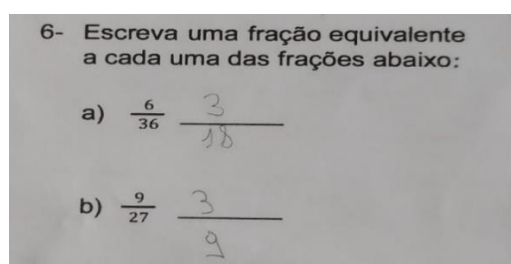 6- Escreva uma fração equivalente
a cada uma das frações abaixo:
a) 6/36 3/18
b) 9/27 3/9